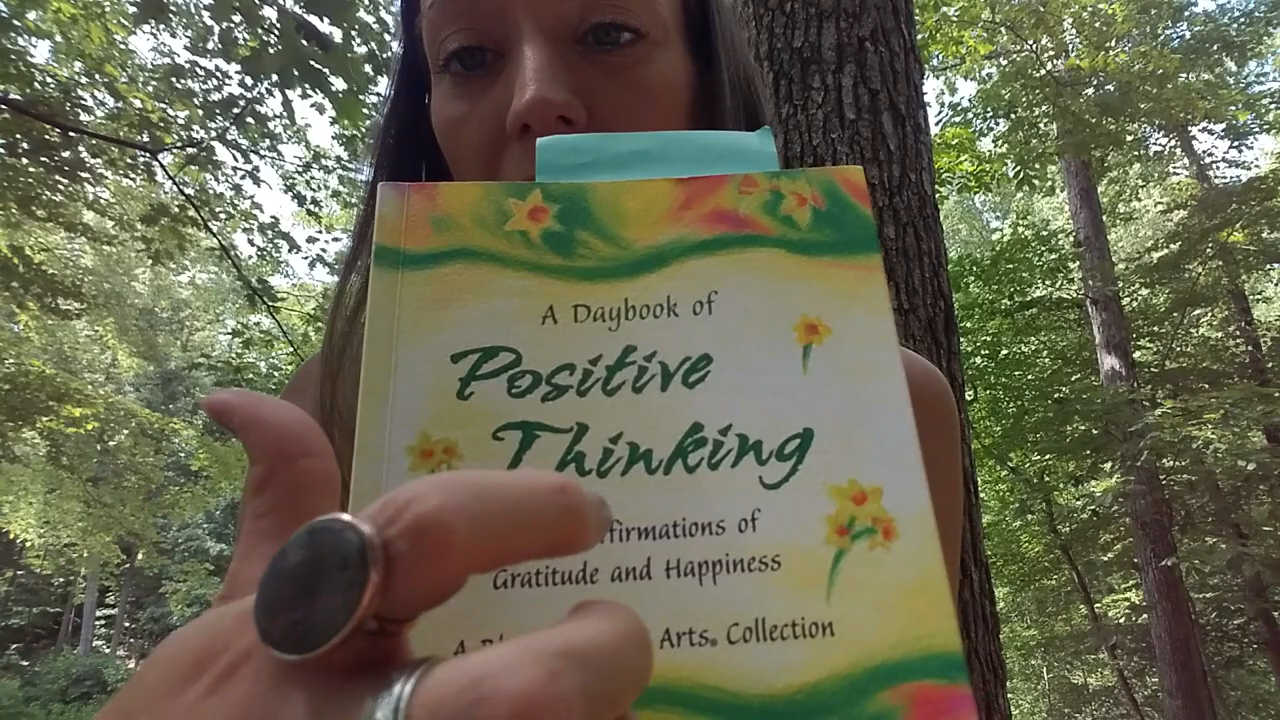 A Daybook of
Positive
Thinking
firmations of
Gratitude and Happiness
A Arts® Collection